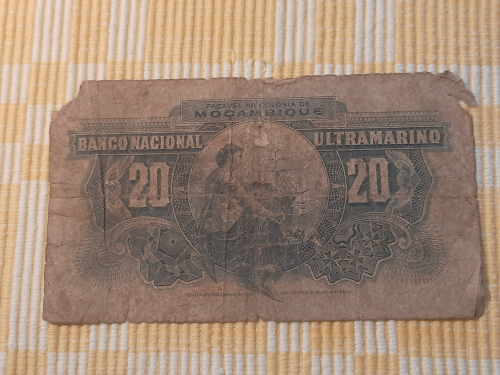 PAGAVEL NA COLONIA DE
MOÇAMBIQUE
BANCO NACIONAL ULTRAMARINO
20 20